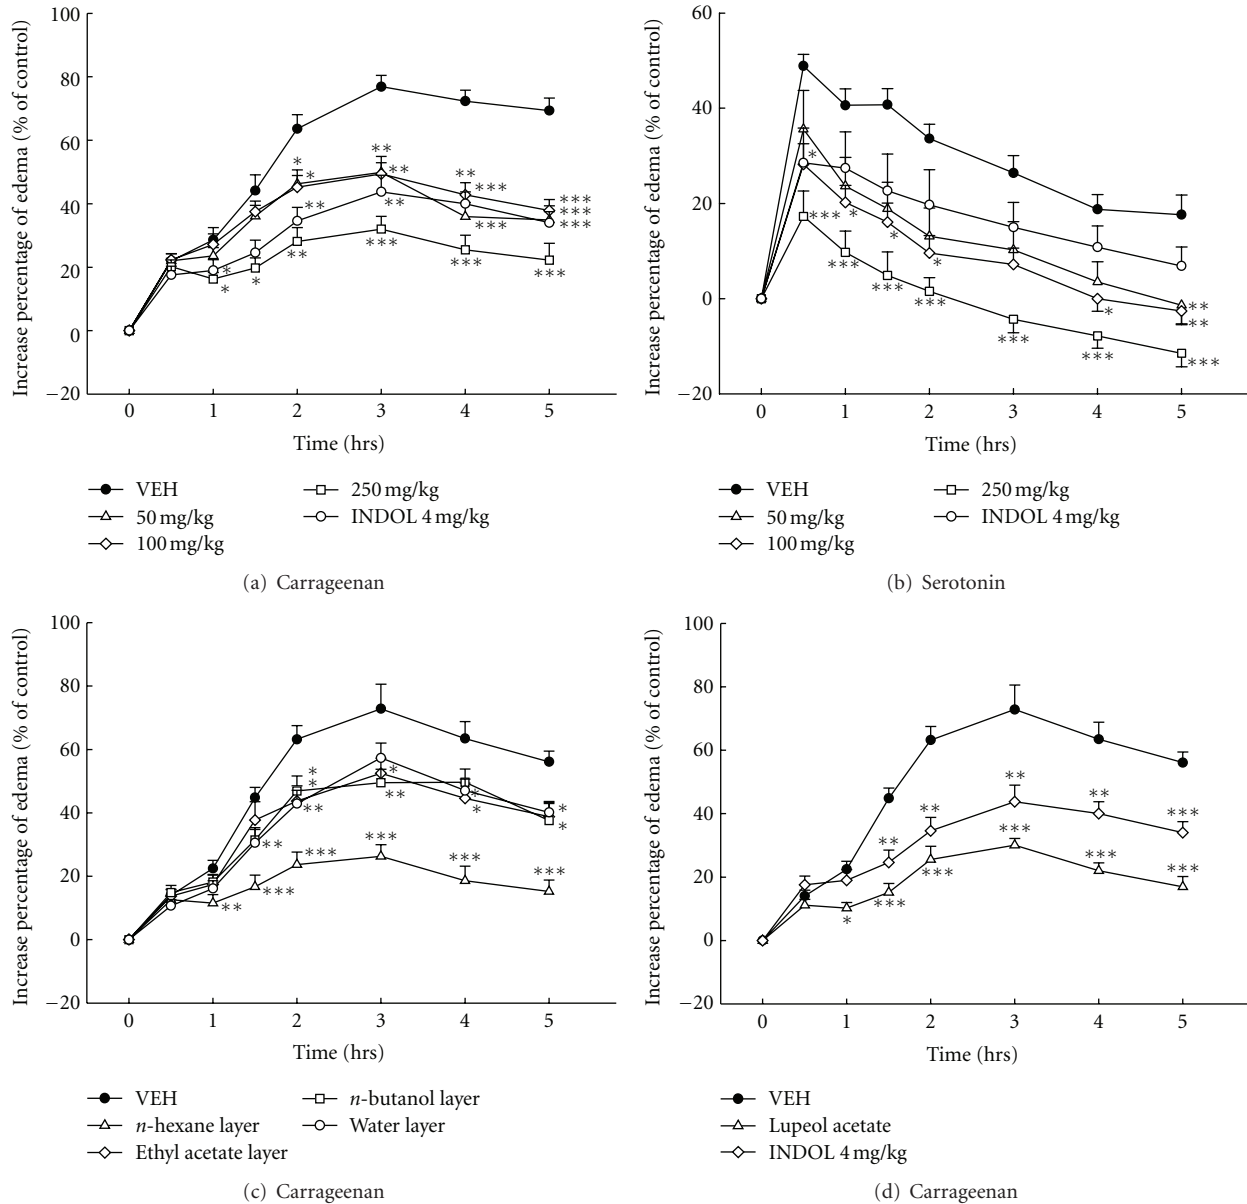 Increase percentage of edema (% of control)
100
80
60
40
20
0
−20
0 1 2 3 4 5
Time (hrs)
* * ** ** ** *** *** *** ***
** ** *** ***
* * * ** *** *** ***
VEH
50 mg/kg
100 mg/kg
250 mg/kg
INDOL 4 mg/kg
(a) Carrageenan
Increase percentage of edema (% of control)
60
40
20
0
−20
0 1 2 3 4 5
Time (hrs)
* *** * * * * ** **
*** *** *** *** *** ***
VEH
50 mg/kg
100 mg/kg
250 mg/kg
INDOL 4 mg/kg
(b) Serotonin
Increase percentage of edema (% of control)
100
80
60
40
20
0
−20
0 1 2 3 4 5
Time (hrs)
* * ** * ** * * * *
** ** *** *** *** *** ***
VEH
n-hexane layer
Ethyl acetate layer
n-butanol layer
Water layer
(c) Carrageenan
Increase percentage of edema (% of control)
100
80
60
40
20
0
−20
0 1 2 3 4 5
Time (hrs)
** ** ** ** ***
* *** *** *** *** ***
VEH
Lupeol acetate
INDOL 4 mg/kg
(d) Carrageenan